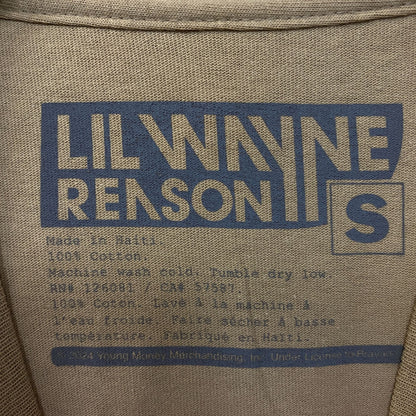 LIL WAYNE
REASON
S
Made in Haiti.
100% Cotton.
Machine wash cold. Tumble dry low.
RN# 126081 / CA# 57587.
100% Coton. Lavé à la machine à
l'eau froide. Faite sécher à basse
température. Fabriqué en Haïti.
© 2024 Young Money Merchandising, Inc. Under License to Bravado